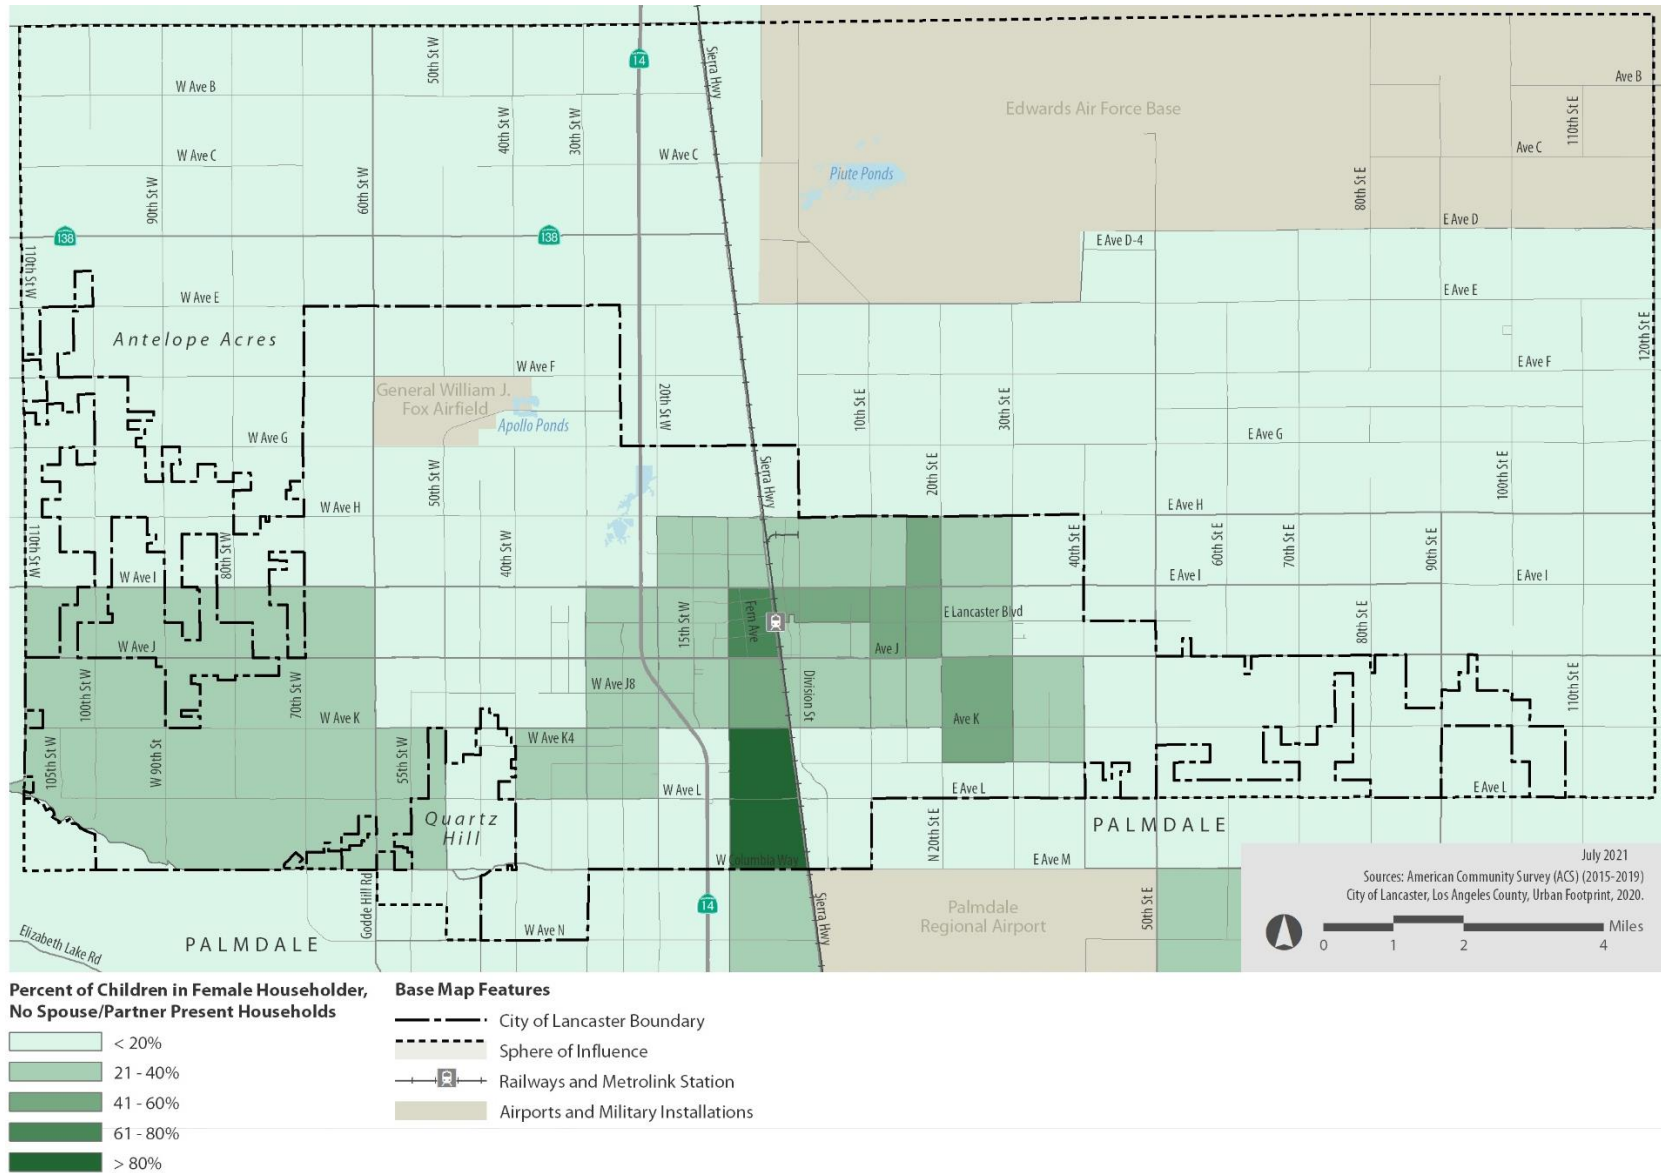 14
Sierra Hwy
50th St W
W Ave B
Ave B
Edwards Air Force Base
40th St W
30th St W
110th St E
W Ave C
W Ave C
Ave C
Piute Ponds
90th St W
60th St W
80th St E
138
138
E Ave D
E Ave D-4
110th St W
W Ave E
E Ave E
Antelope Acres
120th St E
W Ave F
E Ave F
General William J.
Fox Airfield
Apollo Ponds
20th St W
10th St E
30th St E
W Ave G
E Ave G
50th St W
Sierra Hwy
20th St E
100th St E
W Ave H
E Ave H
110th St W
80th St W
40th St W
40th St E
60th St E
70th St E
90th St E
W Ave I
E Ave I
E Ave I
15th St W
Fern Ave
E Lancaster Blvd
80th St E
W Ave J
Ave J
100th St W
70th St W
W Ave J8
Division St
110th St E
W Ave K
Ave K
105th St W
W 90th St
55th St W
W Ave K4
W Ave L
E Ave L
E Ave L
Quartz
Hill
N 20th St E
PALMDALE
W Columbia Way
E Ave M
July 2021
Sources: American Community Survey (ACS) (2015-2019)
City of Lancaster, Los Angeles County, Urban Footprint, 2020.
Godde Hill Rd
14
Sierra Hwy
Palmdale
Regional Airport
50th St E
Miles
0 1 2 4
Elizabeth Lake Rd
PALMDALE
W Ave N
Percent of Children in Female Householder,
No Spouse/Partner Present Households
< 20%
21 - 40%
41 - 60%
61 - 80%
> 80%
Base Map Features
City of Lancaster Boundary
Sphere of Influence
Railways and Metrolink Station
Airports and Military Installations